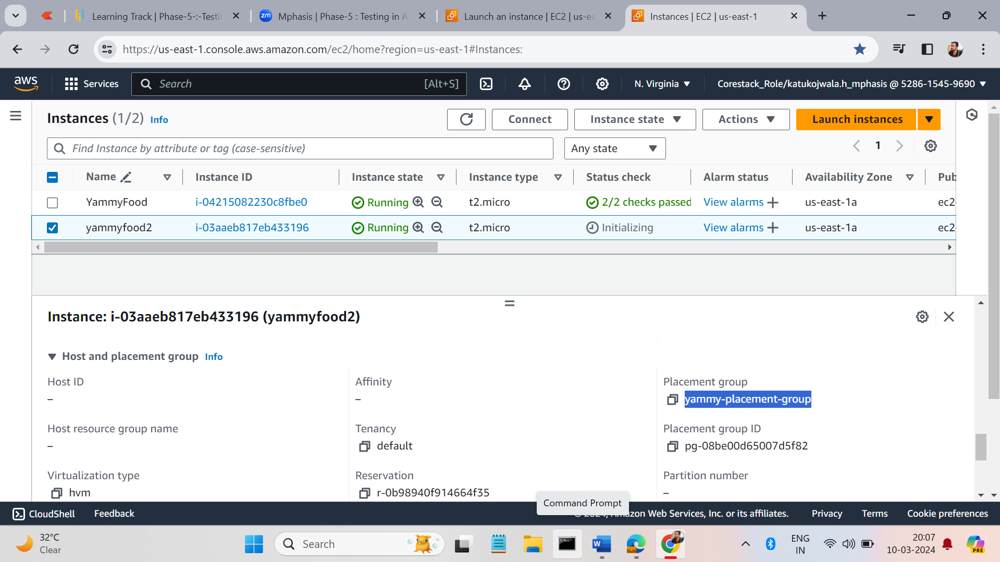 Learning Track | Phase-5-:-Testi
zm
Mphasis | Phase-5 : Testing in A
Launch an instance | EC2 | us-ea
Instances | EC2 | us-east-1
https://us-east-1.console.aws.amazon.com/ec2/home?region=us-east-1#Instances:
aws
Services
Search
[Alt+S]
N. Virginia
Corestack_Role/katukojwala.h_mphasis @ 5286-1545-9690
Instances (1/2) Info
Connect
Instance state
Actions
Launch instances
Find Instance by attribute or tag (case-sensitive)
Any state
1
Name Instance ID Instance state Instance type Status check Alarm status Availability Zone Pub
YammyFood i-04215082230c8fbe0 Running t2.micro 2/2 checks passed View alarms us-east-1a ec2-
yammyfood2 i-03aaeb817eb433196 Running t2.micro Initializing View alarms us-east-1a ec2-
Instance: i-03aaeb817eb433196 (yammyfood2)
Host and placement group Info
Host ID
–
Affinity
–
Placement group
yammy-placement-group
Host resource group name
–
Tenancy
default
Placement group ID
pg-08be00d65007d5f82
Virtualization type
hvm
Reservation
r-0b98940f914664f35
Partition number
–
Command Prompt
CloudShell
Feedback
Amazon Web Services, Inc. or its affiliates.
Privacy
Terms
Cookie preferences
32°C
Clear
Search
ENG
IN
20:07
10-03-2024
PRE